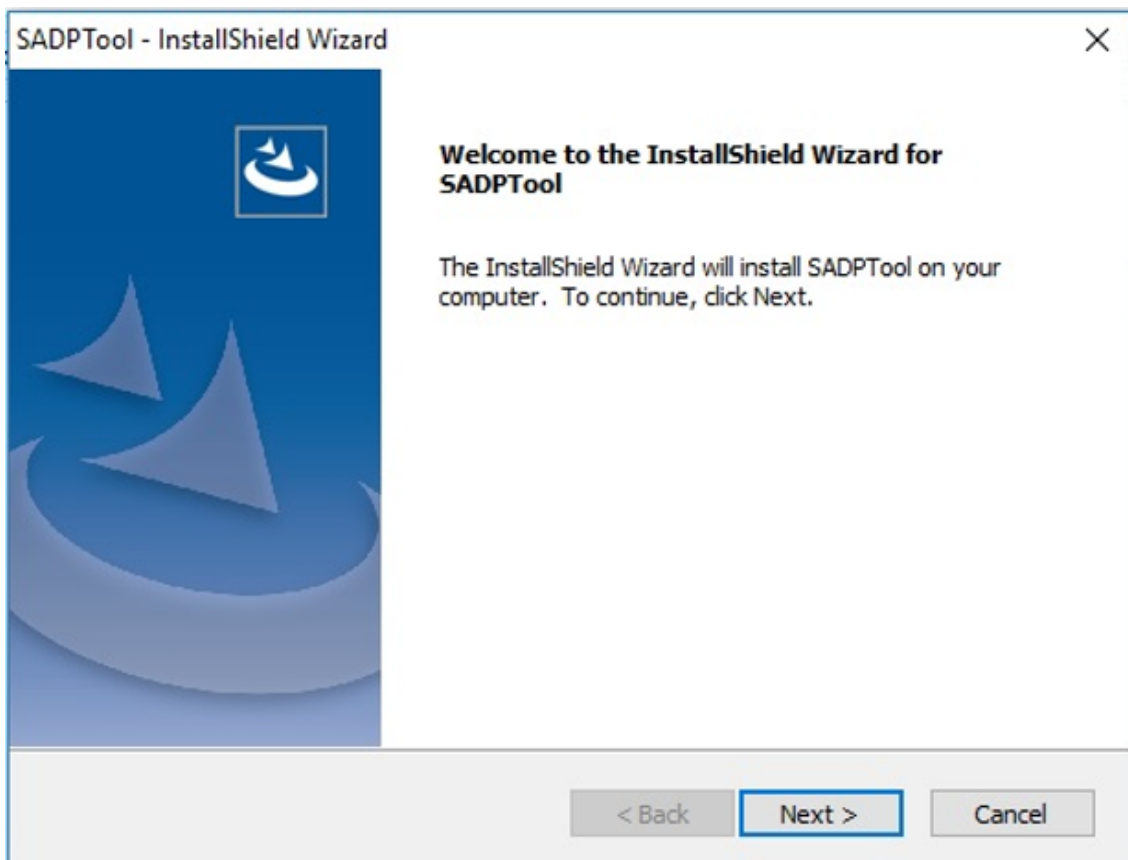 SADPTool - InstallShield Wizard
Welcome to the InstallShield Wizard for
SADPTool
The InstallShield Wizard will install SADPTool on your
computer.  To continue, click Next.
< Back
Next >
Cancel